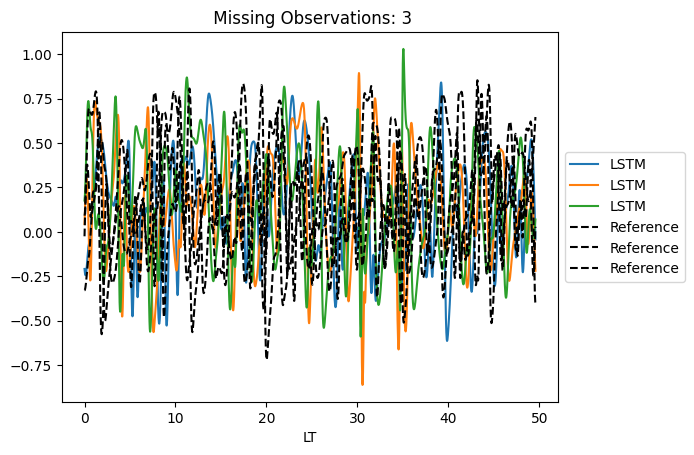 Missing Observations: 3
1.00
0.75
0.50
0.25
0.00
−0.25
−0.50
−0.75
0
10
20
30
40
50
LT
LSTM
LSTM
LSTM
Reference
Reference
Reference